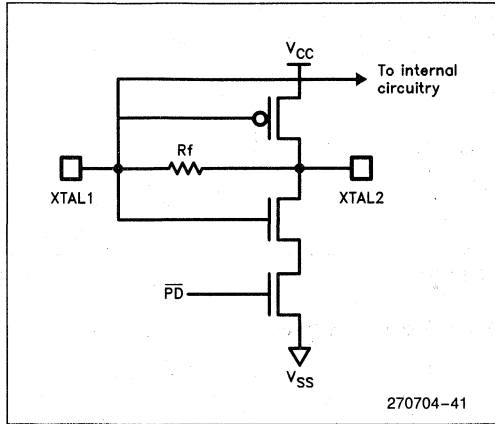 VCC
To internal
circuitry
Rf
XTAL1
XTAL2
PD
VSS
270704-41